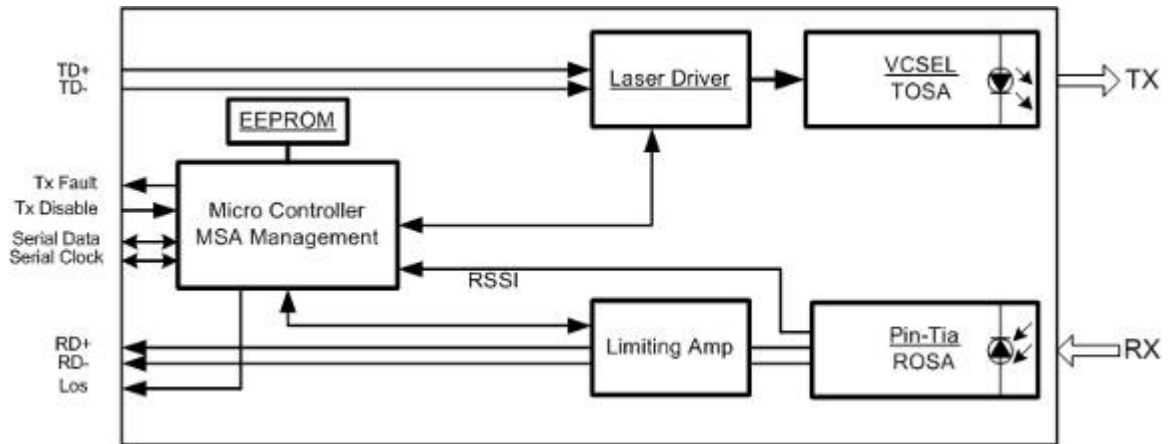 TD+
TD-
Laser Driver
VCSEL
TOSA
TX
EEPROM
Tx Fault
Tx Disable
Serial Data
Serial Clock
Micro Controller
MSA Management
RSSI
RD+
RD-
Los
Limiting Amp
Pin-Tia
ROSA
RX